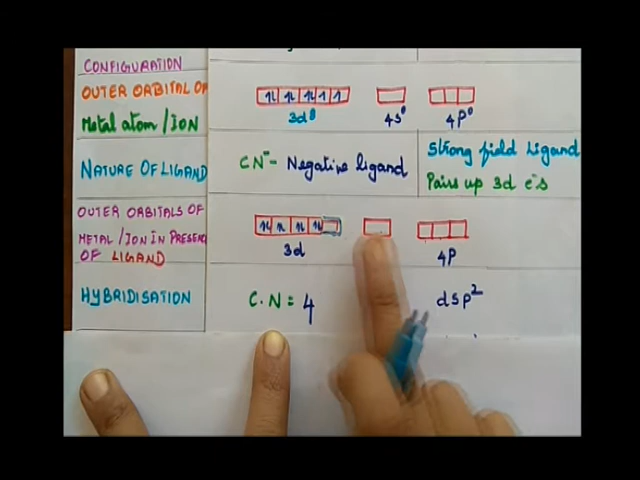 CONFIGURATION
OUTER ORBITAL OF
Metal atom / ION
3d⁸
4S⁰
4P⁰
NATURE OF LIGAND
CN⁻ - Negative ligand
Strong field Ligand
Pairs up 3d e⁻s
OUTER ORBITALS OF
METAL / ION IN PRESENCE
OF LIGAND
3d
4P
HYBRIDISATION
C.N = 4
dsp²